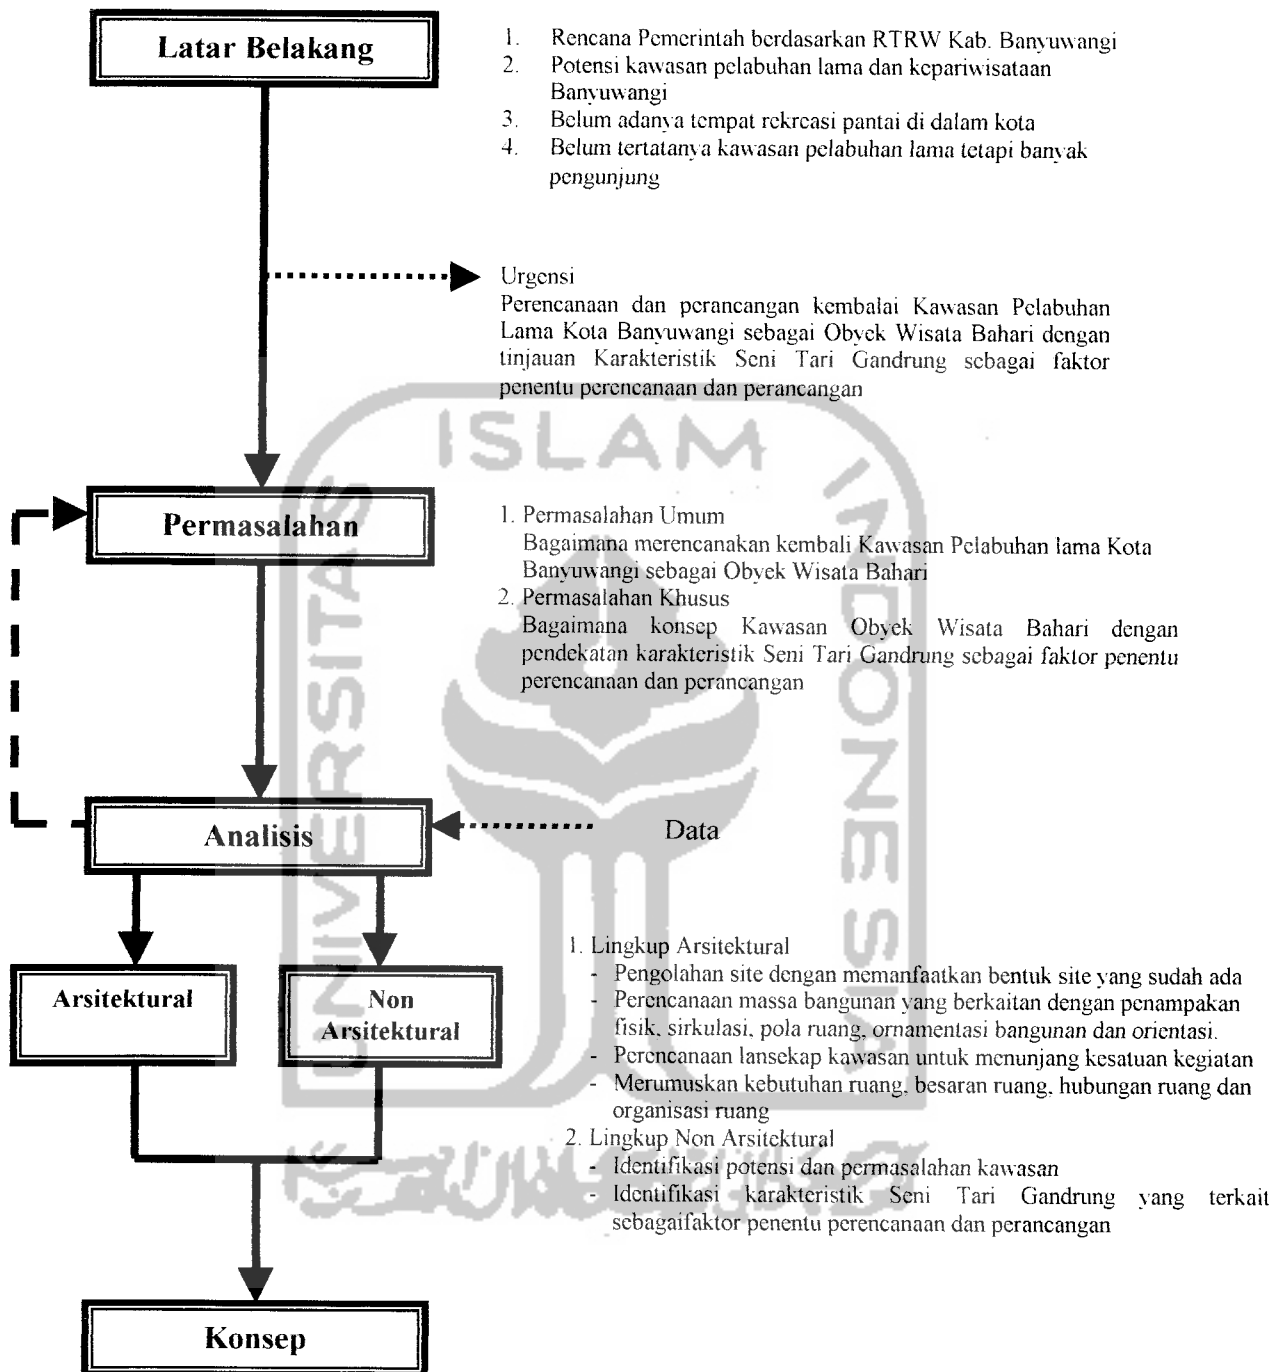 Latar Belakang
1. Rencana Pemerintah berdasarkan RTRW Kab. Banyuwangi
2. Potensi kawasan pelabuhan lama dan kepariwisataan
Banyuwangi
3. Belum adanya tempat rekreasi pantai di dalam kota
4. Belum tertatanya kawasan pelabuhan lama tetapi banyak
pengunjung
Urgensi
Perencanaan dan perancangan kembalai Kawasan Pelabuhan
Lama Kota Banyuwangi sebagai Obyek Wisata Bahari dengan
tinjauan Karakteristik Seni Tari Gandrung sebagai faktor
penentu perencanaan dan perancangan
Permasalahan
1. Permasalahan Umum
Bagaimana merencanakan kembali Kawasan Pelabuhan lama Kota
Banyuwangi sebagai Obyek Wisata Bahari
2. Permasalahan Khusus
Bagaimana konsep Kawasan Obyek Wisata Bahari dengan
pendekatan karakteristik Seni Tari Gandrung sebagai faktor penentu
perencanaan dan perancangan
Analisis
Data
Arsitektural
Non
Arsitektural
1. Lingkup Arsitektural
- Pengolahan site dengan memanfaatkan bentuk site yang sudah ada
- Perencanaan massa bangunan yang berkaitan dengan penampakan
fisik, sirkulasi, pola ruang, ornamentasi bangunan dan orientasi.
- Perencanaan lansekap kawasan untuk menunjang kesatuan kegiatan
- Merumuskan kebutuhan ruang, besaran ruang, hubungan ruang dan
organisasi ruang
2. Lingkup Non Arsitektural
- Identifikasi potensi dan permasalahan kawasan
- Identifikasi karakteristik Seni Tari Gandrung yang terkait
sebagaifaktor penentu perencanaan dan perancangan
Konsep
UNIVERSITAS
ISLAM
INDONESIA